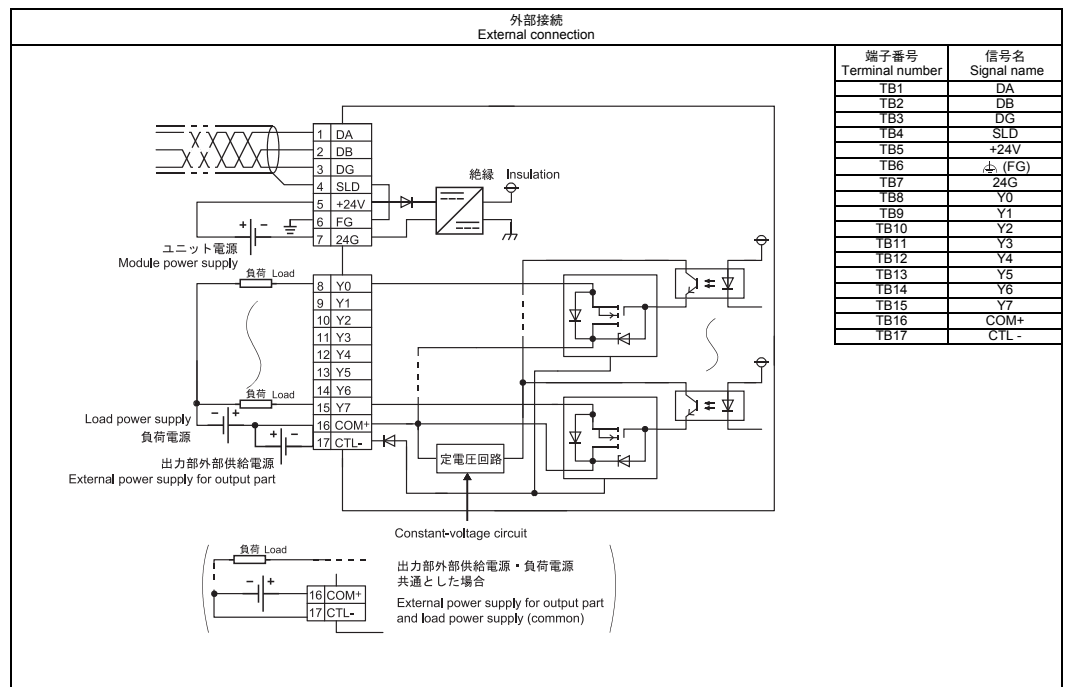 外部接続
External connection
端子番号 信号名
Terminal number Signal name
TB1 DA
TB2 DB
TB3 DG
TB4 SLD
TB5 +24V
TB6 (FG)
TB7 24G
TB8 Y0
TB9 Y1
TB10 Y2
TB11 Y3
TB12 Y4
TB13 Y5
TB14 Y6
TB15 Y7
TB16 COM+
TB17 CTL -
1 DA
2 DB
3 DG
4 SLD
5 +24V
6 FG
7 24G
絶縁 Insulation
+ −
ユニット電源
Module power supply
負荷 Load
8 Y0
9 Y1
10 Y2
11 Y3
12 Y4
13 Y5
14 Y6
15 Y7
16 COM+
17 CTL-
負荷 Load
− +
Load power supply
負荷電源
+ −
出力部外部供給電源
External power supply for output part
定電圧回路
Constant-voltage circuit
負荷 Load
− +
16 COM+
17 CTL-
出力部外部供給電源・負荷電源
共通とした場合
External power supply for output part
and load power supply (common)